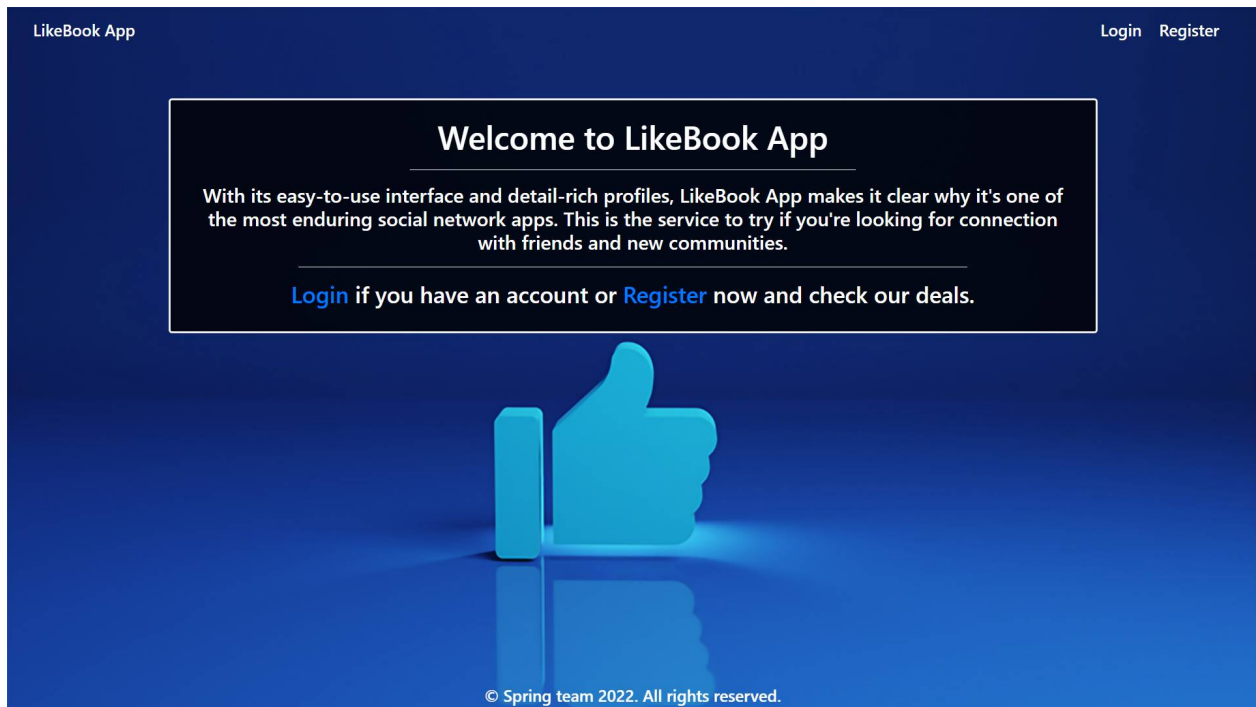 LikeBook App
Login Register
Welcome to LikeBook App
With its easy-to-use interface and detail-rich profiles, LikeBook App makes it clear why it's one of
the most enduring social network apps. This is the service to try if you're looking for connection
with friends and new communities.
Login if you have an account or Register now and check our deals.
© Spring team 2022. All rights reserved.